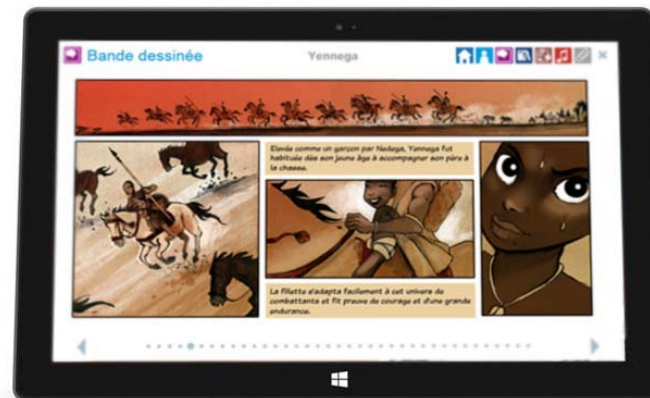 Bande dessinée
Yennega
Elevée comme un garçon par Nedega, Yennega fut
habituée dès son jeune âge à accompagner son père à
la chasse.
La fillette s'adapta facilement à cet univers de
combattants et fit preuve de courage et d'une grande
endurance.